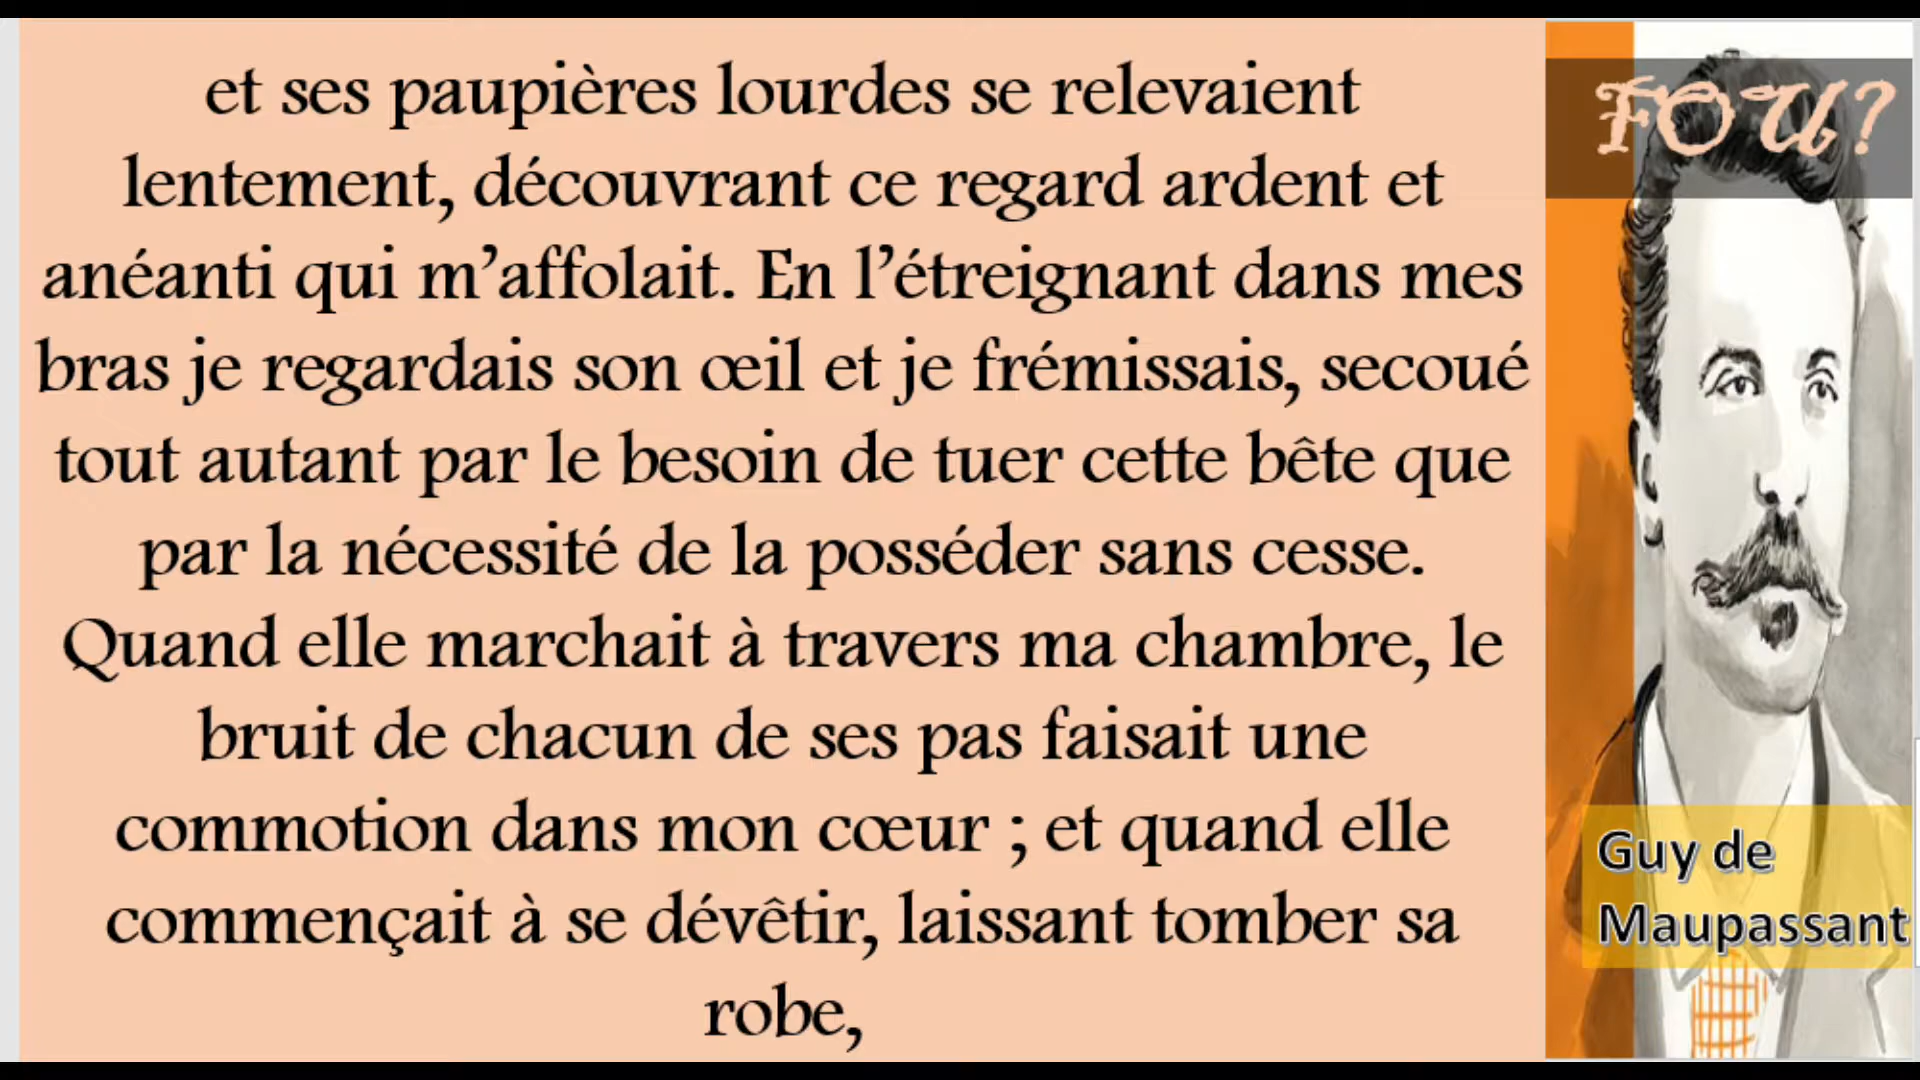 et ses paupières lourdes se relevaient
lentement, découvrant ce regard ardent et
anéanti qui m’affolait. En l’étreignant dans mes
bras je regardais son œil et je frémissais, secoué
tout autant par le besoin de tuer cette bête que
par la nécessité de la posséder sans cesse.
Quand elle marchait à travers ma chambre, le
bruit de chacun de ses pas faisait une
commotion dans mon cœur ; et quand elle
commençait à se dévêtir, laissant tomber sa
robe,
FOU?
Guy de
Maupassant